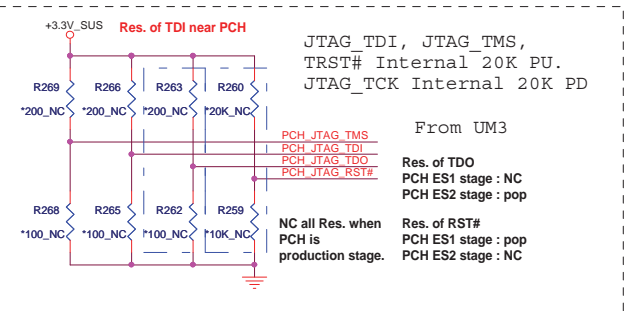 +3.3V_SUS
Res. of TDI near PCH
JTAG_TDI, JTAG_TMS,
TRST# Internal 20K PU.
JTAG_TCK Internal 20K PD
R269 R266 R263 R260
*200_NC *200_NC *200_NC *20K_NC
From UM3
PCH_JTAG_TMS
PCH_JTAG_TDI
PCH_JTAG_TDO
PCH_JTAG_RST#
Res. of TDO
PCH ES1 stage : NC
PCH ES2 stage : pop
R268 R265 R262 R259
*100_NC *100_NC *100_NC *10K_NC
NC all Res. when
PCH is
production stage.
Res. of RST#
PCH ES1 stage : pop
PCH ES2 stage : NC